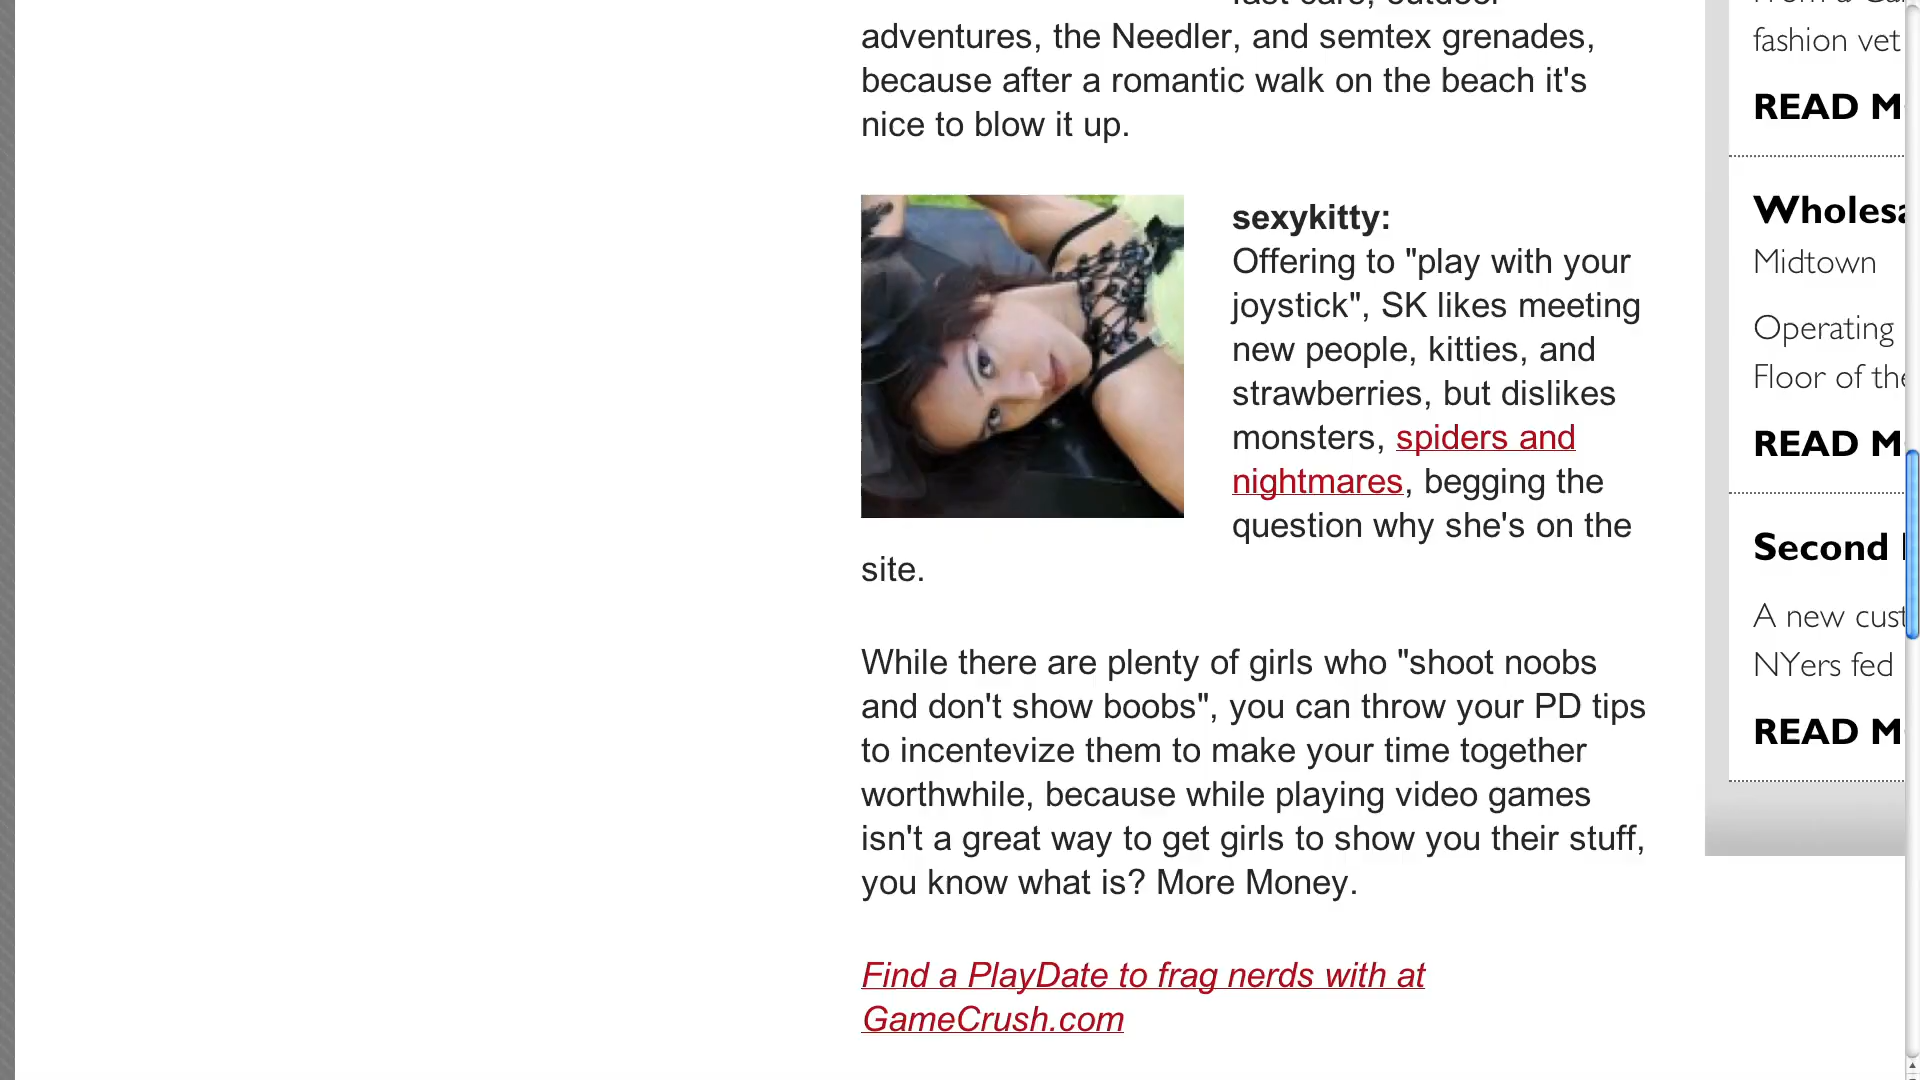 adventures, the Needler, and semtex grenades,
because after a romantic walk on the beach it's
nice to blow it up.
sexykitty:
Offering to "play with your
joystick", SK likes meeting
new people, kitties, and
strawberries, but dislikes
monsters, spiders and
nightmares, begging the
question why she's on the
site.
While there are plenty of girls who "shoot noobs
and don't show boobs", you can throw your PD tips
to incentevize them to make your time together
worthwhile, because while playing video games
isn't a great way to get girls to show you their stuff,
you know what is? More Money.
Find a PlayDate to frag nerds with at
GameCrush.com
fashion vet
READ M
Midtown
Operating
Floor of the
READ M
Second
A new cust
NYers fed
READ M